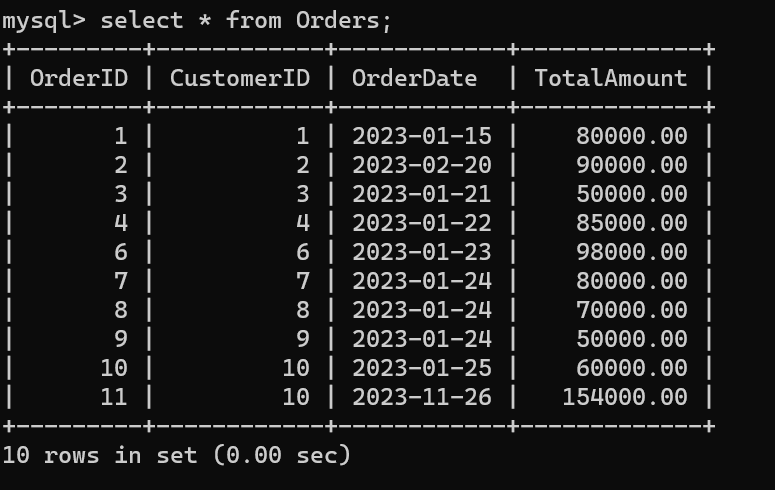 mysql> select * from Orders;
+---------+------------+------------+-------------+
| OrderID | CustomerID | OrderDate  | TotalAmount |
+---------+------------+------------+-------------+
|       1 |          1 | 2023-01-15 |    80000.00 |
|       2 |          2 | 2023-02-20 |    90000.00 |
|       3 |          3 | 2023-01-21 |    50000.00 |
|       4 |          4 | 2023-01-22 |    85000.00 |
|       6 |          6 | 2023-01-23 |    98000.00 |
|       7 |          7 | 2023-01-24 |    80000.00 |
|       8 |          8 | 2023-01-24 |    70000.00 |
|       9 |          9 | 2023-01-24 |    50000.00 |
|      10 |         10 | 2023-01-25 |    60000.00 |
|      11 |         10 | 2023-11-26 |   154000.00 |
+---------+------------+------------+-------------+
10 rows in set (0.00 sec)